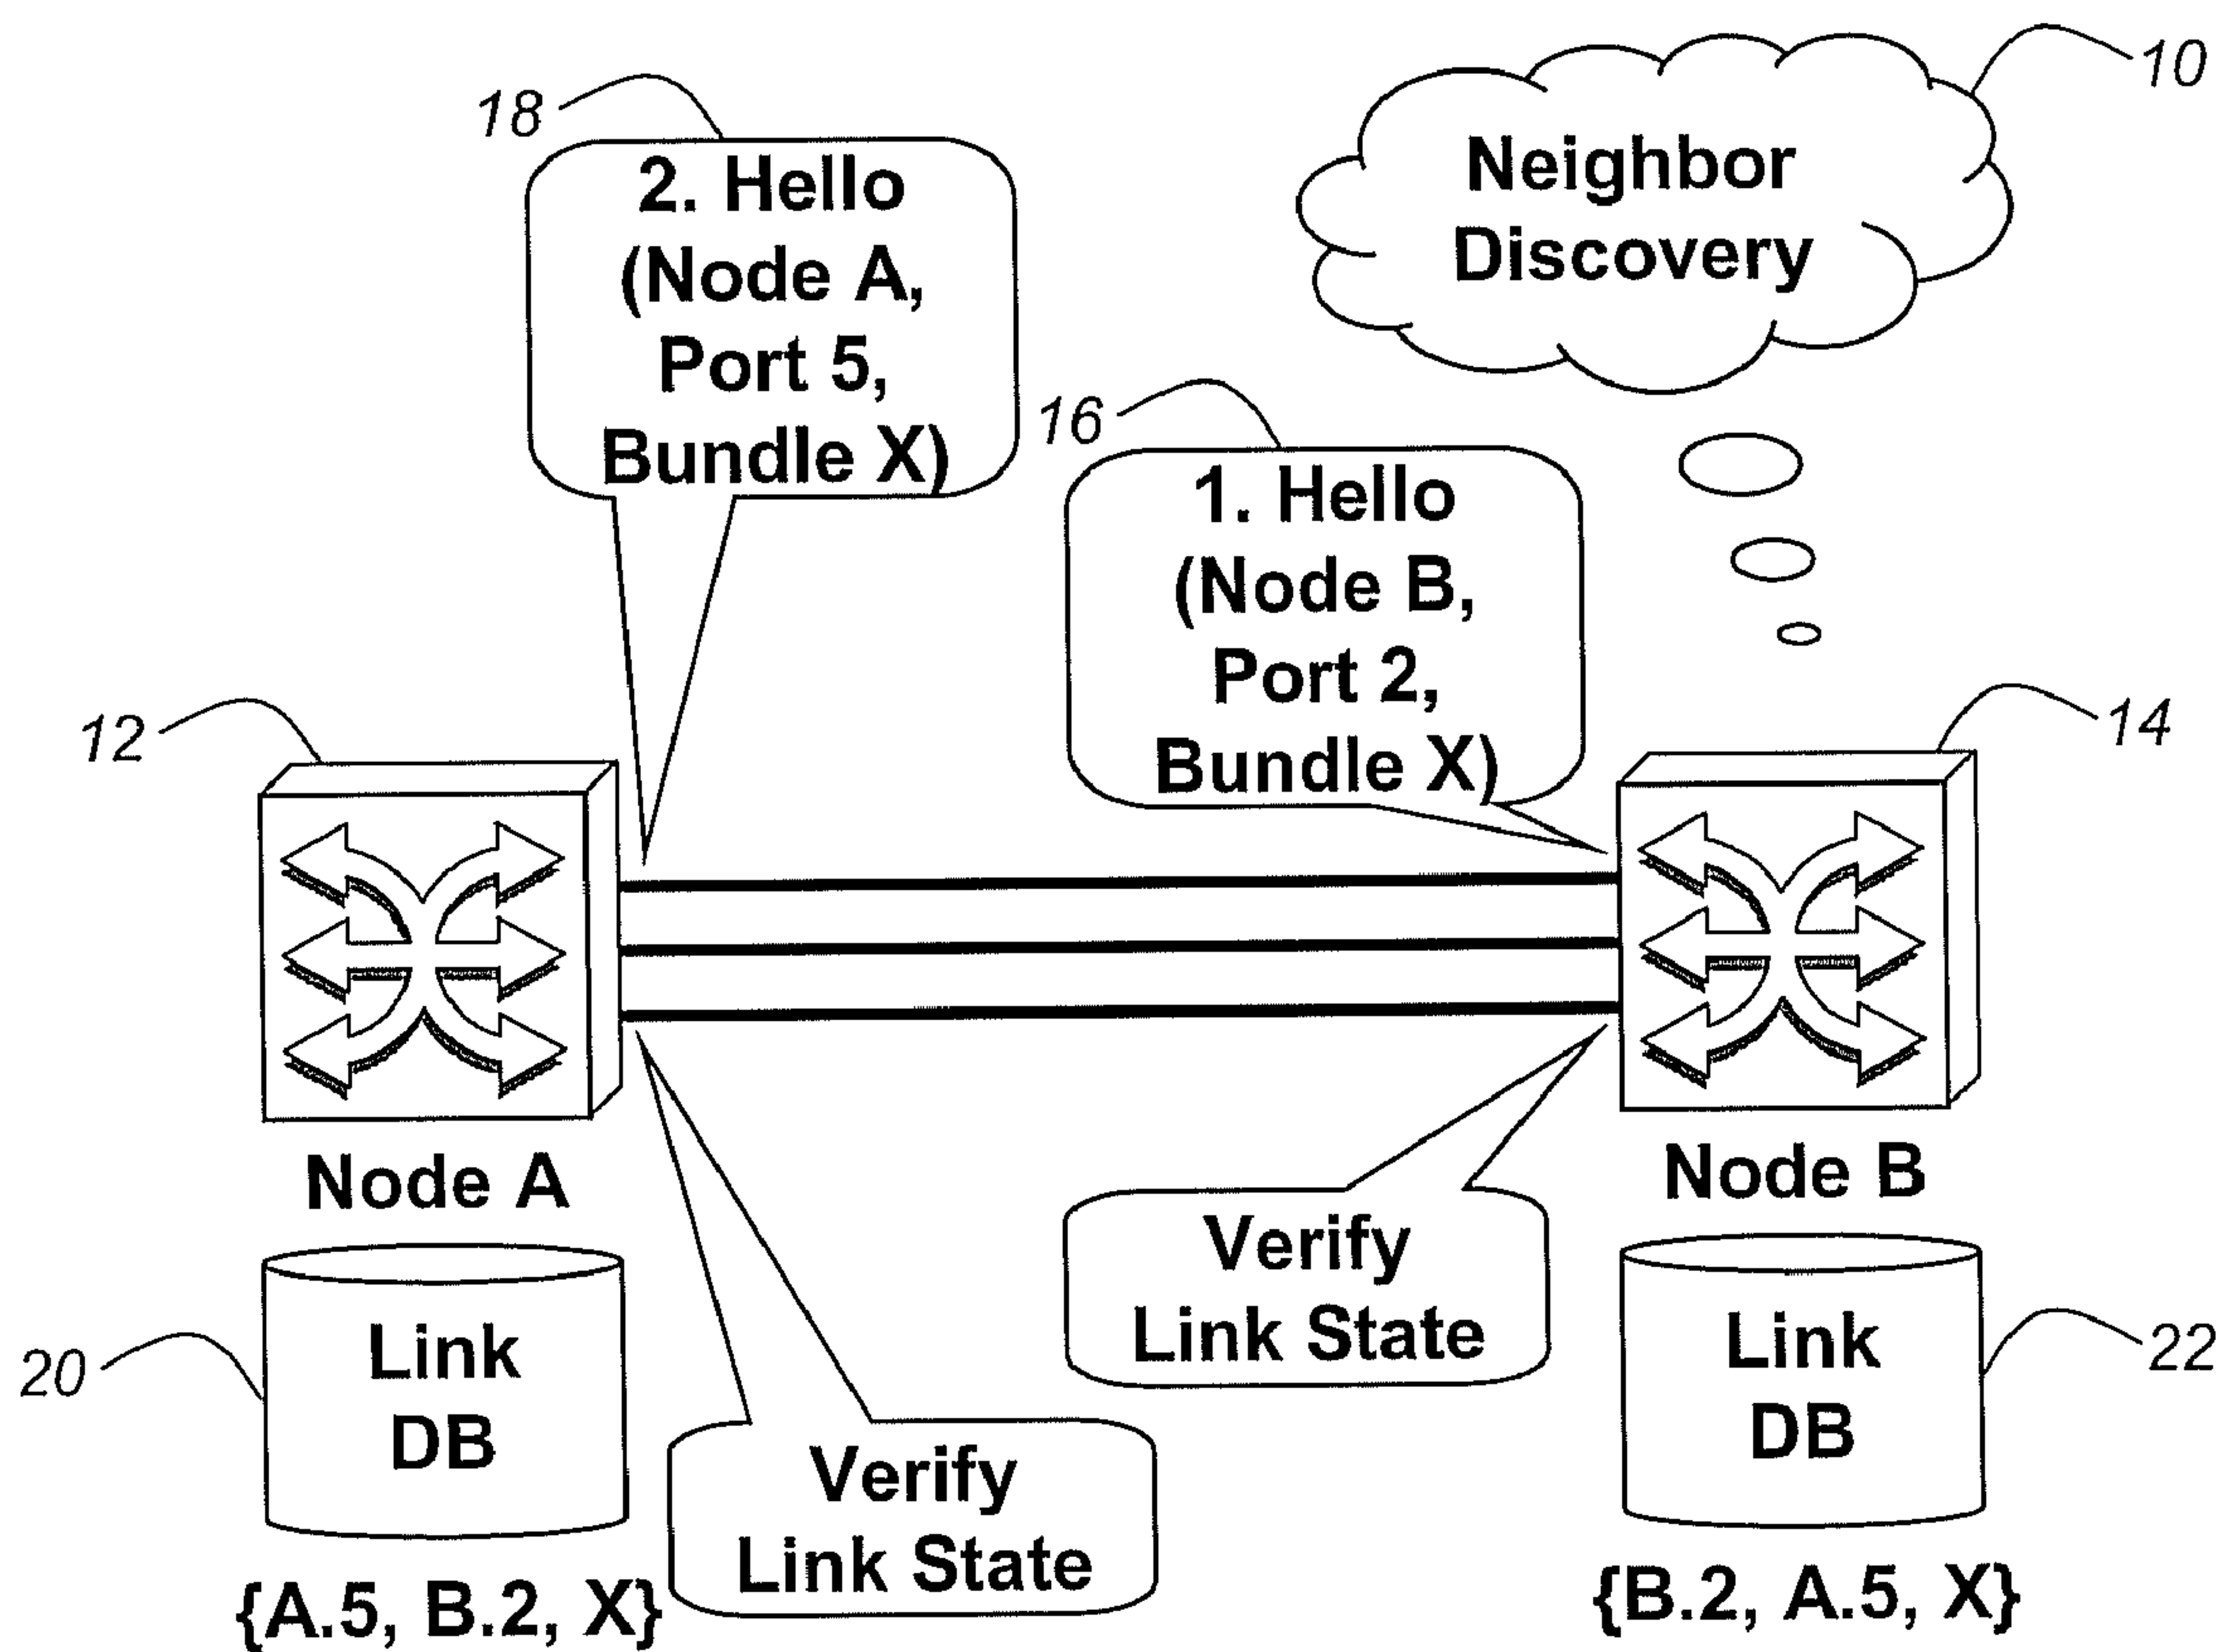 10
Neighbor
Discovery
18
2. Hello
(Node A,
Port 5,
Bundle X)
16
1. Hello
(Node B,
Port 2,
Bundle X)
12
14
Node A
Node B
Verify
Link State
20
Link
DB
Link
DB
22
Verify
Link State
{A.5, B.2, X}
{B.2, A.5, X}